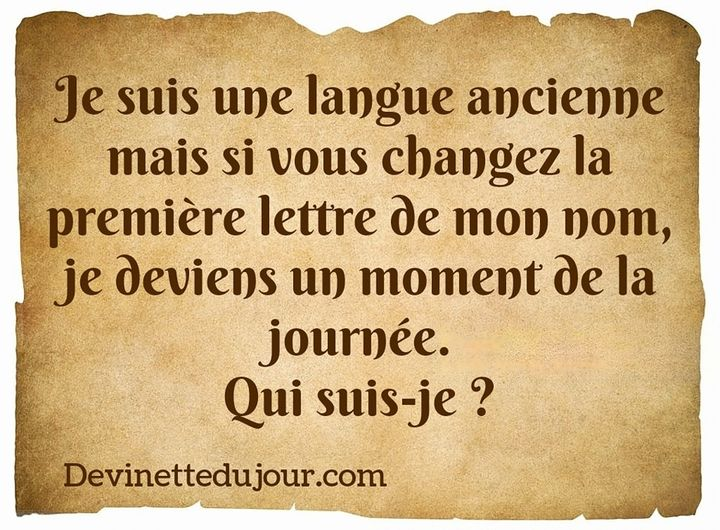 Je suis une langue ancienne
mais si vous changez la
première lettre de mon nom,
je deviens un moment de la
journée.
Qui suis-je ?
Devinettedujour.com